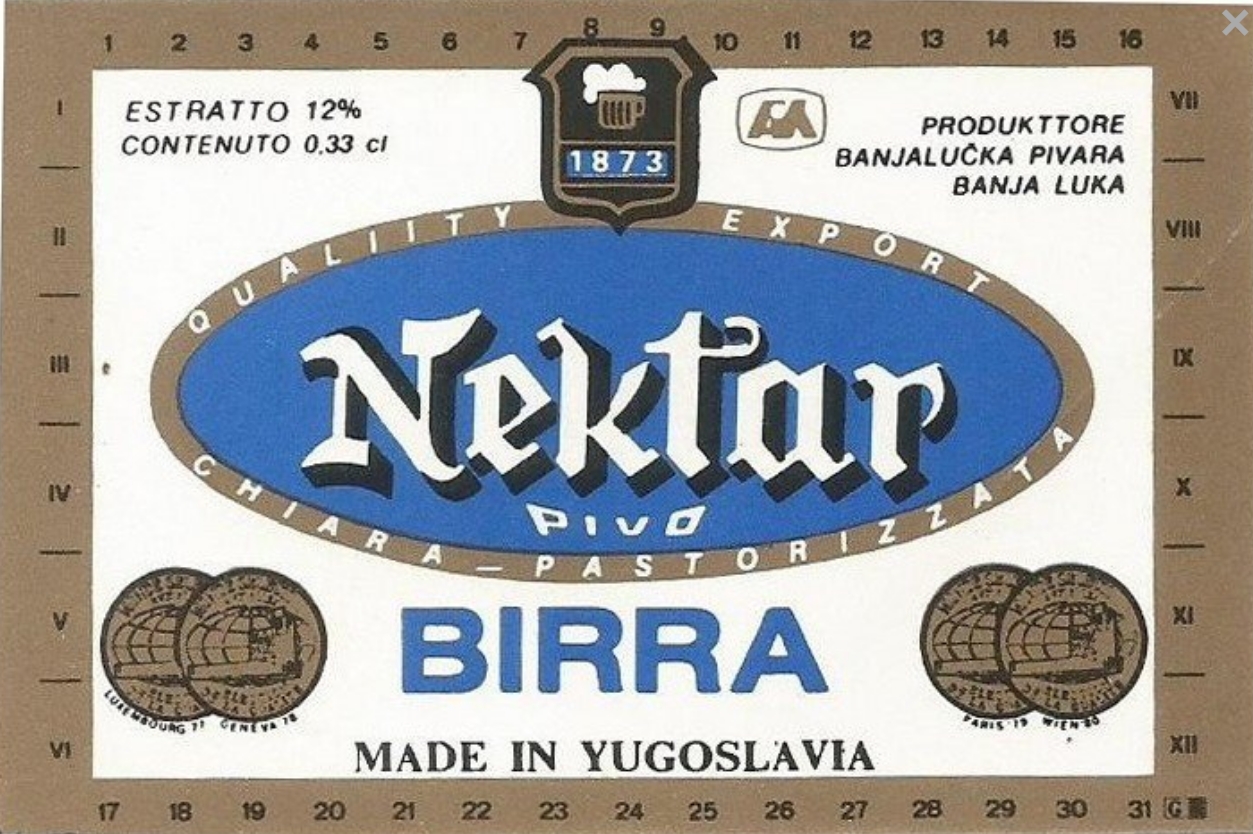 1 2 3 4 5 6 7 8 9 10 11 12 13 14 15 16
I
II
III
IV
V
VI
VII
VIII
IX
X
XI
XII
ESTRATTO 12%
CONTENUTO 0.33 cl
1873
PRODUKTTORE
BANJALUČKA PIVARA
BANJA LUKA
QUALIITY EXPORT
Nektar
PIVO
CHIARA — PASTORIZZATA
BIRRA
LUXEMBOURG 77 GENEVA 78
PARIS '79 WIEN '80
MADE IN YUGOSLAVIA
17 18 19 20 21 22 23 24 25 26 27 28 29 30 31